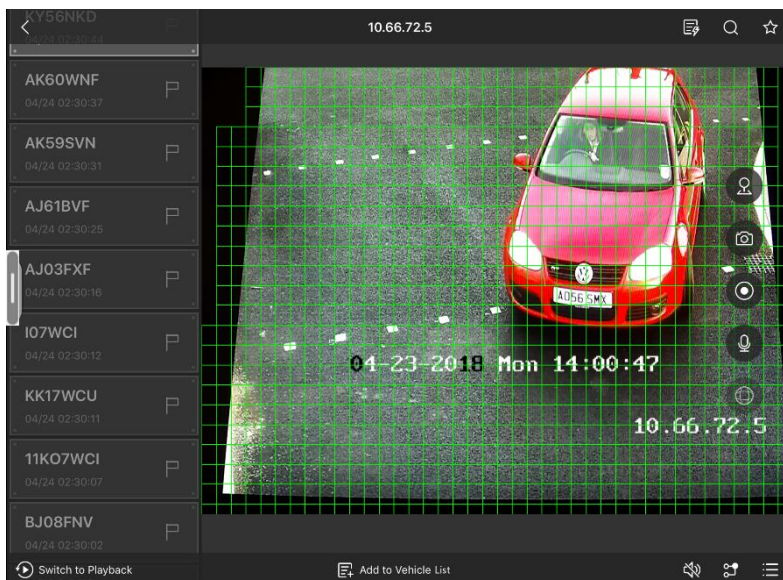 KY56NKD
04/24 02:30:44
10.66.72.5
AK60WNF
04/24 02:30:37
AK59SVN
04/24 02:30:31
AJ61BVF
04/24 02:30:25
AJ03FXF
04/24 02:30:16
I07WCI
04/24 02:30:12
KK17WCU
04/24 02:30:11
11KO7WCI
04/24 02:30:07
BJ08FNV
04/24 02:30:02
AO56 SMX
04-23-2018 Mon 14:00:47
10.66.72.5
Switch to Playback
Add to Vehicle List